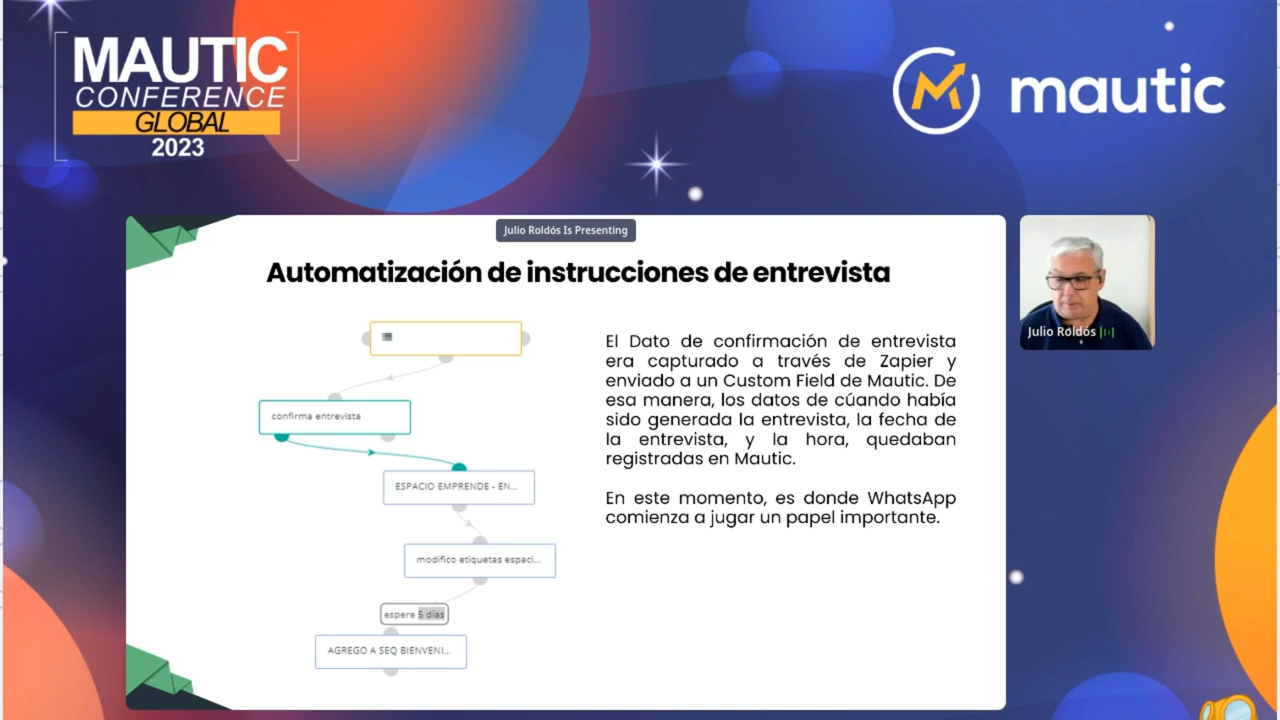 MAUTIC
CONFERENCE
GLOBAL
2023
mautic
Julio Roldós Is Presenting
Automatización de instrucciones de entrevista
confirma entrevista
ESPACIO EMPRENDE - EN...
modifico etiquetas espaci...
espere 5 días
AGREGO A SEQ BIENVENI...
El Dato de confirmación de entrevista
era capturado a través de Zapier y
enviado a un Custom Field de Mautic. De
esa manera, los datos de cúando había
sido generada la entrevista, la fecha de
la entrevista, y la hora, quedaban
registradas en Mautic.
En este momento, es donde WhatsApp
comienza a jugar un papel importante.
Julio Roldós